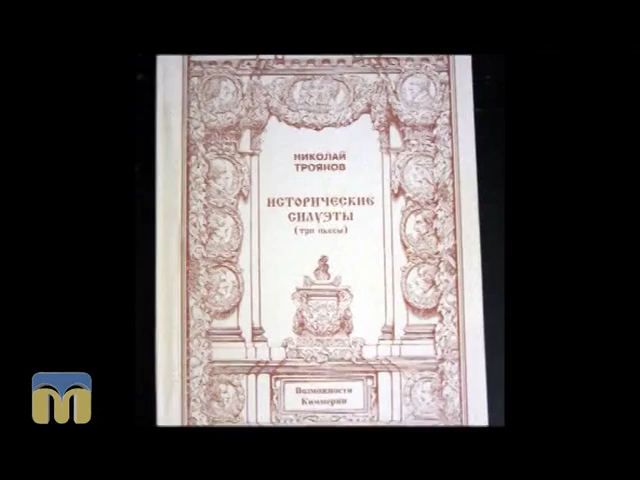 НИКОЛАЙ
ТРОЯНОВ
ИСТОРИЧЕСКИЕ
СИЛУЭТЫ
(три пьесы)
Возможности
Киммерии